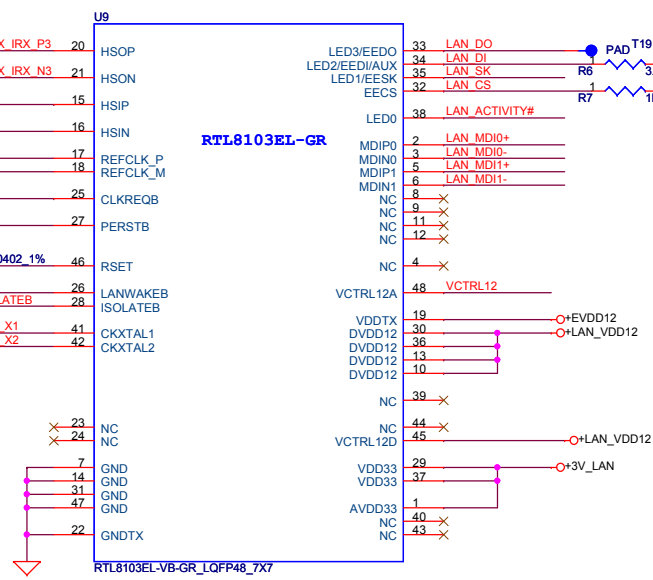 U9
X_IRX_P3 20 HSOP LED3/EEDO 33 LAN_DO PAD T19
LED2/EEDI/AUX 34 LAN_DI
X_IRX_N3 21 HSON LED1/EESK 35 LAN_SK 1 R6
EECS 32 LAN_CS 1 R7
15 HSIP
LED0 38 LAN_ACTIVITY#
16 HSIN
RTL8103EL-GR
MDIP0 2 LAN_MDI0+
17 REFCLK_P MDIN0 3 LAN_MDI0-
18 REFCLK_M MDIP1 5 LAN_MDI1+
MDIN1 6 LAN_MDI1-
25 CLKREQB NC 8
NC 9
27 PERSTB NC 11
NC 12
0402_1% 46 RSET NC 4
26 LANWAKEB VCTRL12A 48 VCTRL12
LATEB 28 ISOLATEB
VDDTX 19 +EVDD12
X1 41 CKXTAL1 DVDD12 30 +LAN_VDD12
X2 42 CKXTAL2 DVDD12 36
DVDD12 13
DVDD12 10
NC 39
23 NC NC 44
24 NC VCTRL12D 45 +LAN_VDD12
7 GND VDD33 29 +3V_LAN
14 GND VDD33 37
31 GND
47 GND AVDD33 1
NC 40
22 GNDTX NC 43
RTL8103EL-VB-GR_LQFP48_7X7